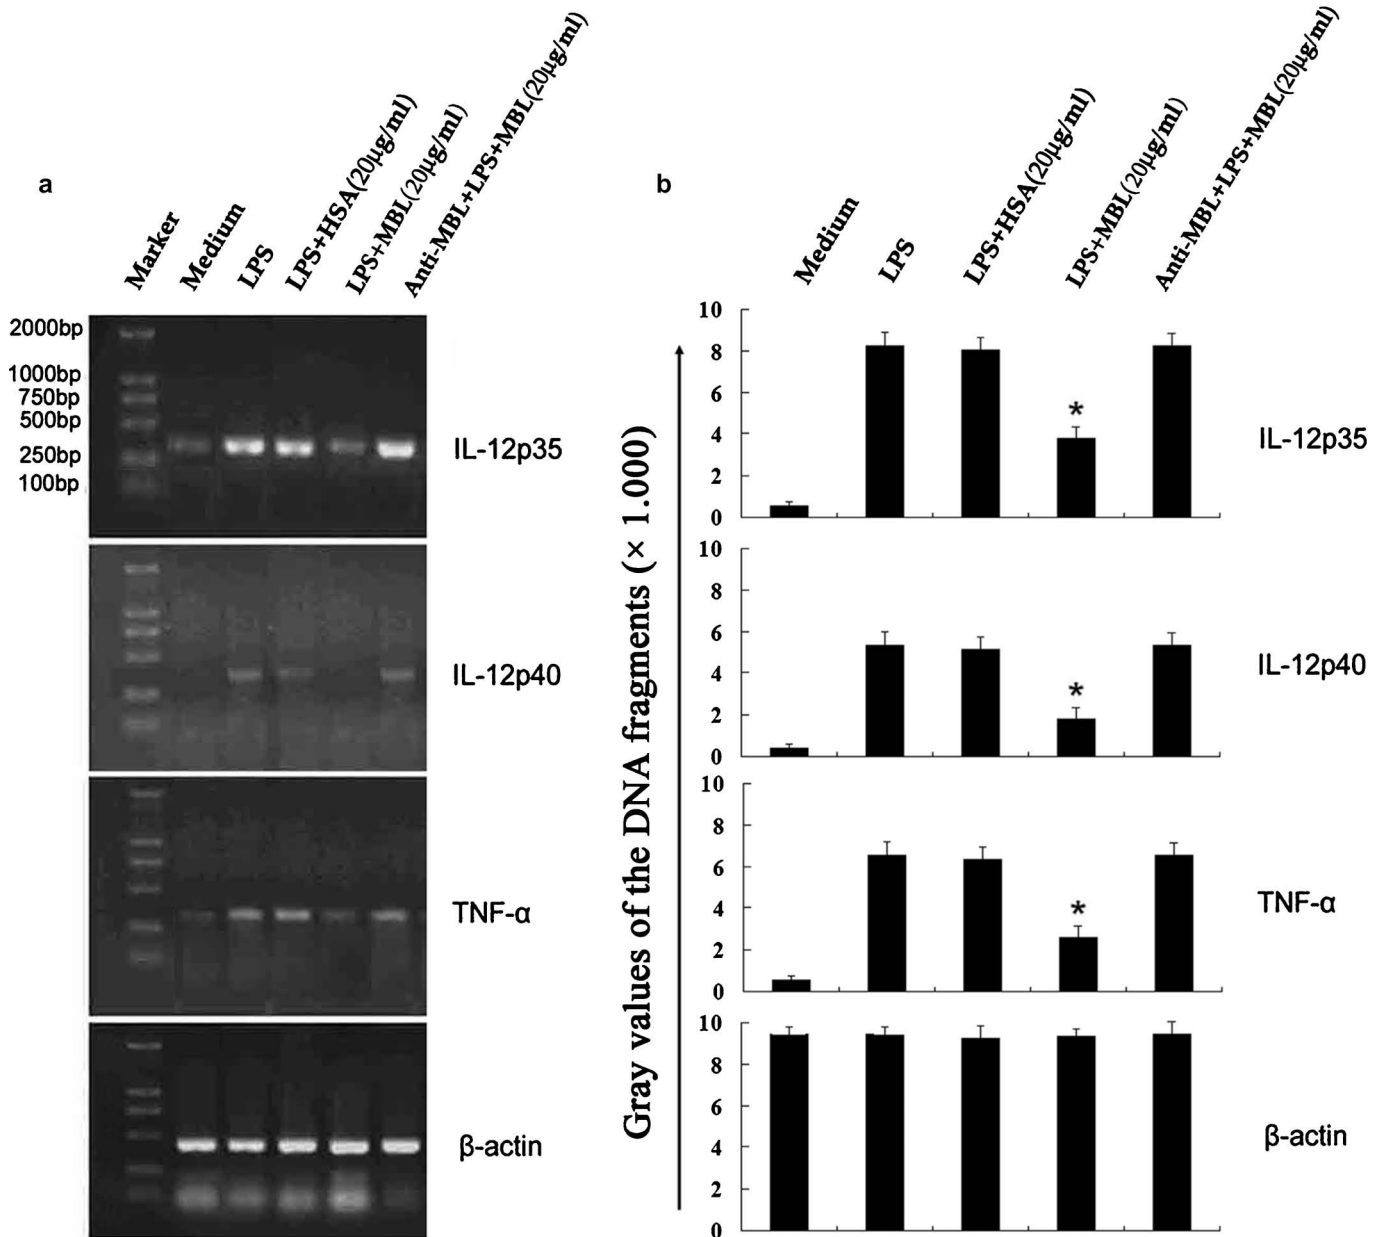 a
Marker
Medium
LPS
LPS+HSA(20μg/ml)
LPS+MBL(20μg/ml)
Anti-MBL+LPS+MBL(20μg/ml)
2000bp
1000bp
750bp
500bp
250bp
100bp
IL-12p35
IL-12p40
TNF-α
β-actin
b
Medium
LPS
LPS+HSA(20μg/ml)
LPS+MBL(20μg/ml)
Anti-MBL+LPS+MBL(20μg/ml)
Gray values of the DNA fragments (× 1.000)
10
8
6
4
2
0
*
IL-12p35
10
8
6
4
2
0
*
IL-12p40
10
8
6
4
2
0
*
TNF-α
10
8
6
4
2
0
β-actin